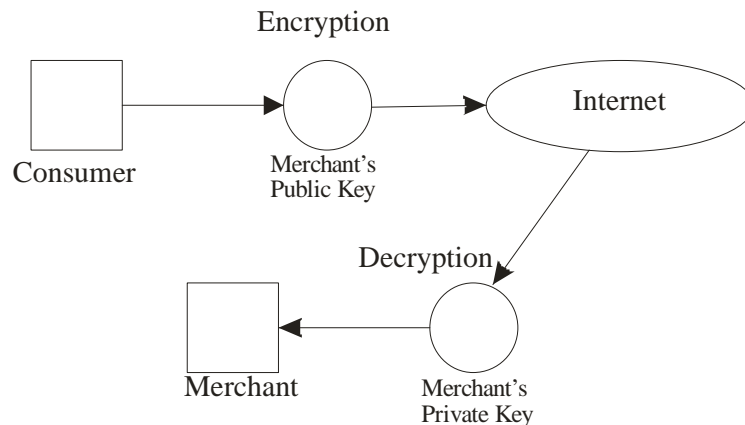 Encryption
Internet
Consumer
Merchant's
Public Key
Decryption
Merchant
Merchant's
Private Key